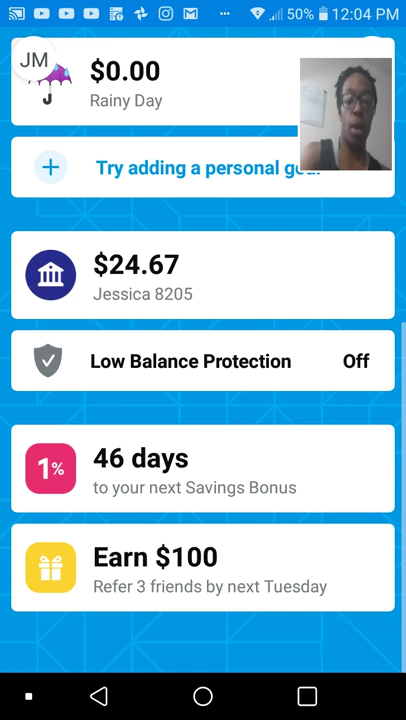 50% 12:04 PM
JM
$0.00
Rainy Day
Try adding a personal goal
$24.67
Jessica 8205
Low Balance Protection Off
1%
46 days
to your next Savings Bonus
Earn $100
Refer 3 friends by next Tuesday